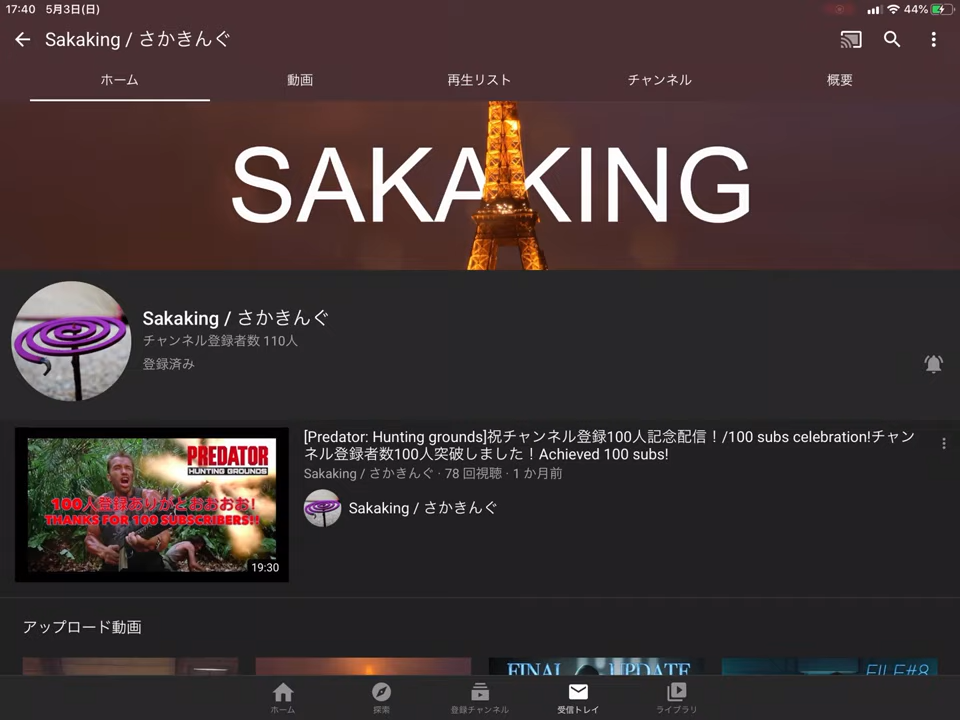 17:40 5月3日(日)
44%
Sakaking / さかきんぐ
ホーム
動画
再生リスト
チャンネル
概要
SAKAKING
Sakaking / さかきんぐ
チャンネル登録者数 110人
登録済み
PREDATOR
HUNTING GROUNDS
100人登録ありがとおおおお!
THANKS FOR 100 SUBSCRIBERS!!
19:30
[Predator: Hunting grounds]祝チャンネル登録100人記念配信！/100 subs celebration!チャン
ネル登録者数100人突破しました！Achieved 100 subs!
Sakaking / さかきんぐ · 78 回視聴 · 1 か月前
Sakaking / さかきんぐ
アップロード動画
FINAL UPDATE
FILE#8
ホーム
探索
登録チャンネル
受信トレイ
ライブラリ